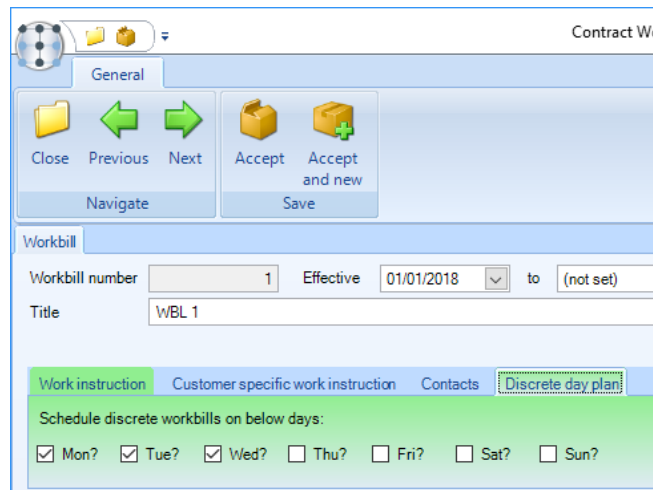 Contract Wo
General
Close Previous Next Accept Accept and new
Navigate Save
Workbill
Workbill number 1 Effective 01/01/2018 to (not set)
Title WBL 1
Work instruction Customer specific work instruction Contacts Discrete day plan
Schedule discrete workbills on below days:
Mon? Tue? Wed? Thu? Fri? Sat? Sun?